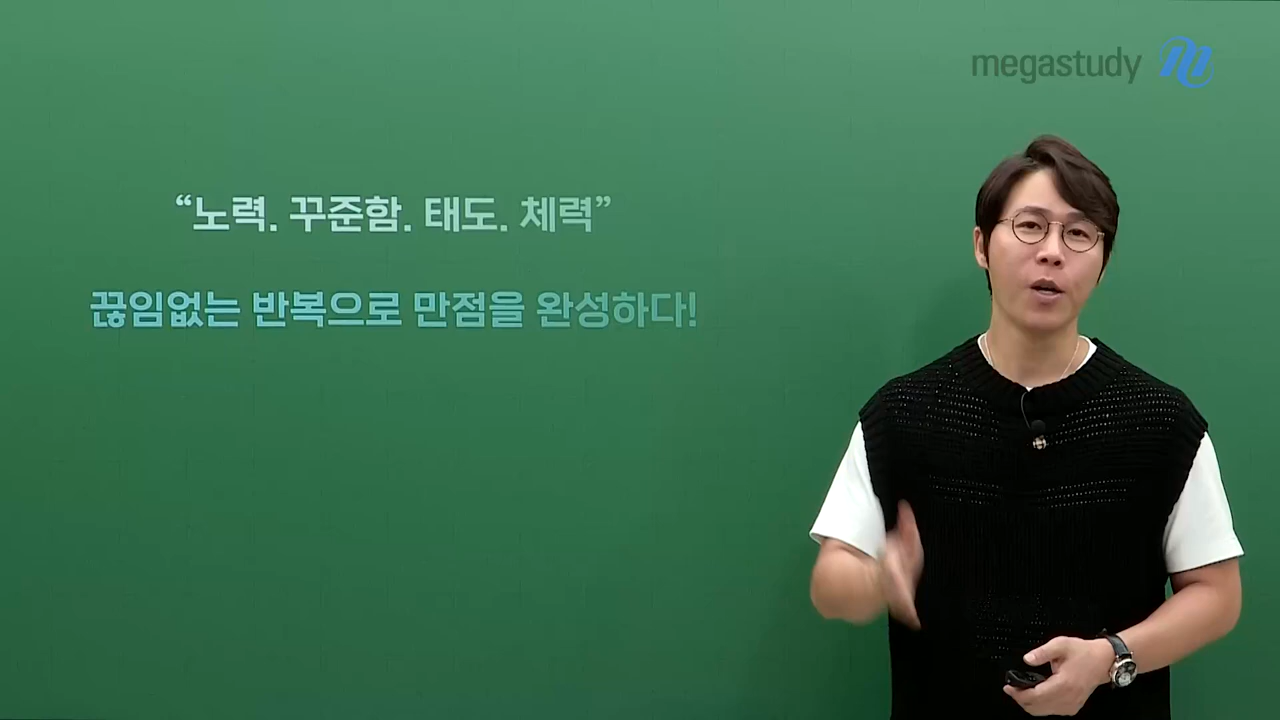 megastudy
“노력. 꾸준함. 태도. 체력”
끊임없는 반복으로 만점을 완성하다!